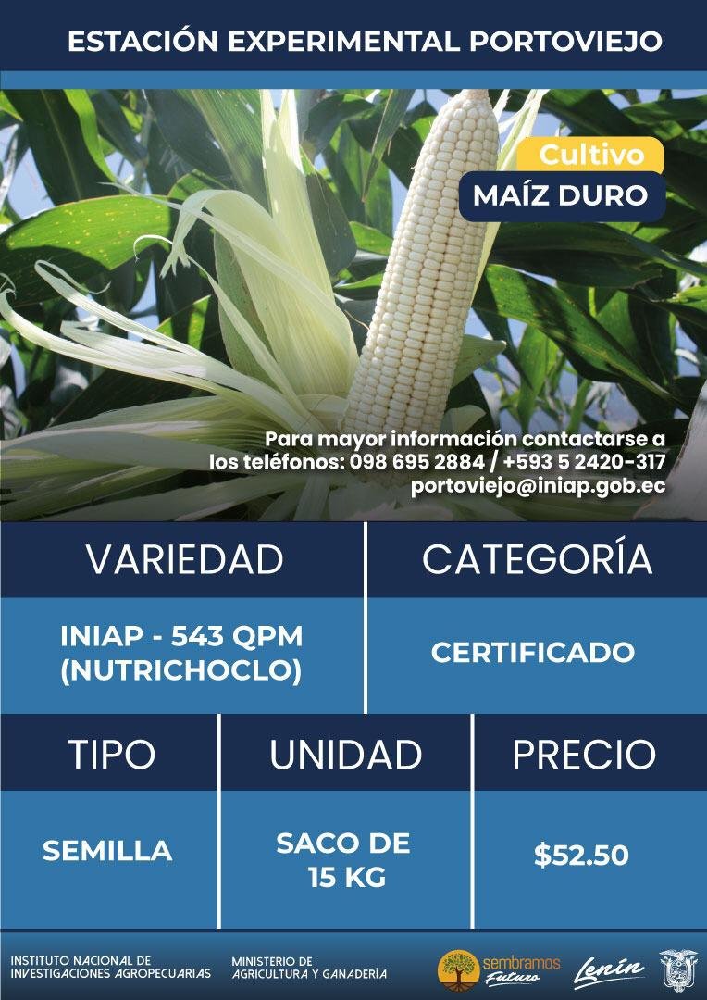 ESTACIÓN EXPERIMENTAL PORTOVIEJO
Cultivo
MAÍZ DURO
Para mayor información contactarse a
los teléfonos: 098 695 2884 / +593 5 2420-317
portoviejo@iniap.gob.ec
VARIEDAD
CATEGORÍA
INIAP - 543 QPM
(NUTRICHOCLO)
CERTIFICADO
TIPO
UNIDAD
PRECIO
SEMILLA
SACO DE
15 KG
$52.50
INSTITUTO NACIONAL DE
INVESTIGACIONES AGROPECUARIAS
MINISTERIO DE
AGRICULTURA Y GANADERÍA
sembramos
Futuro
Lenín